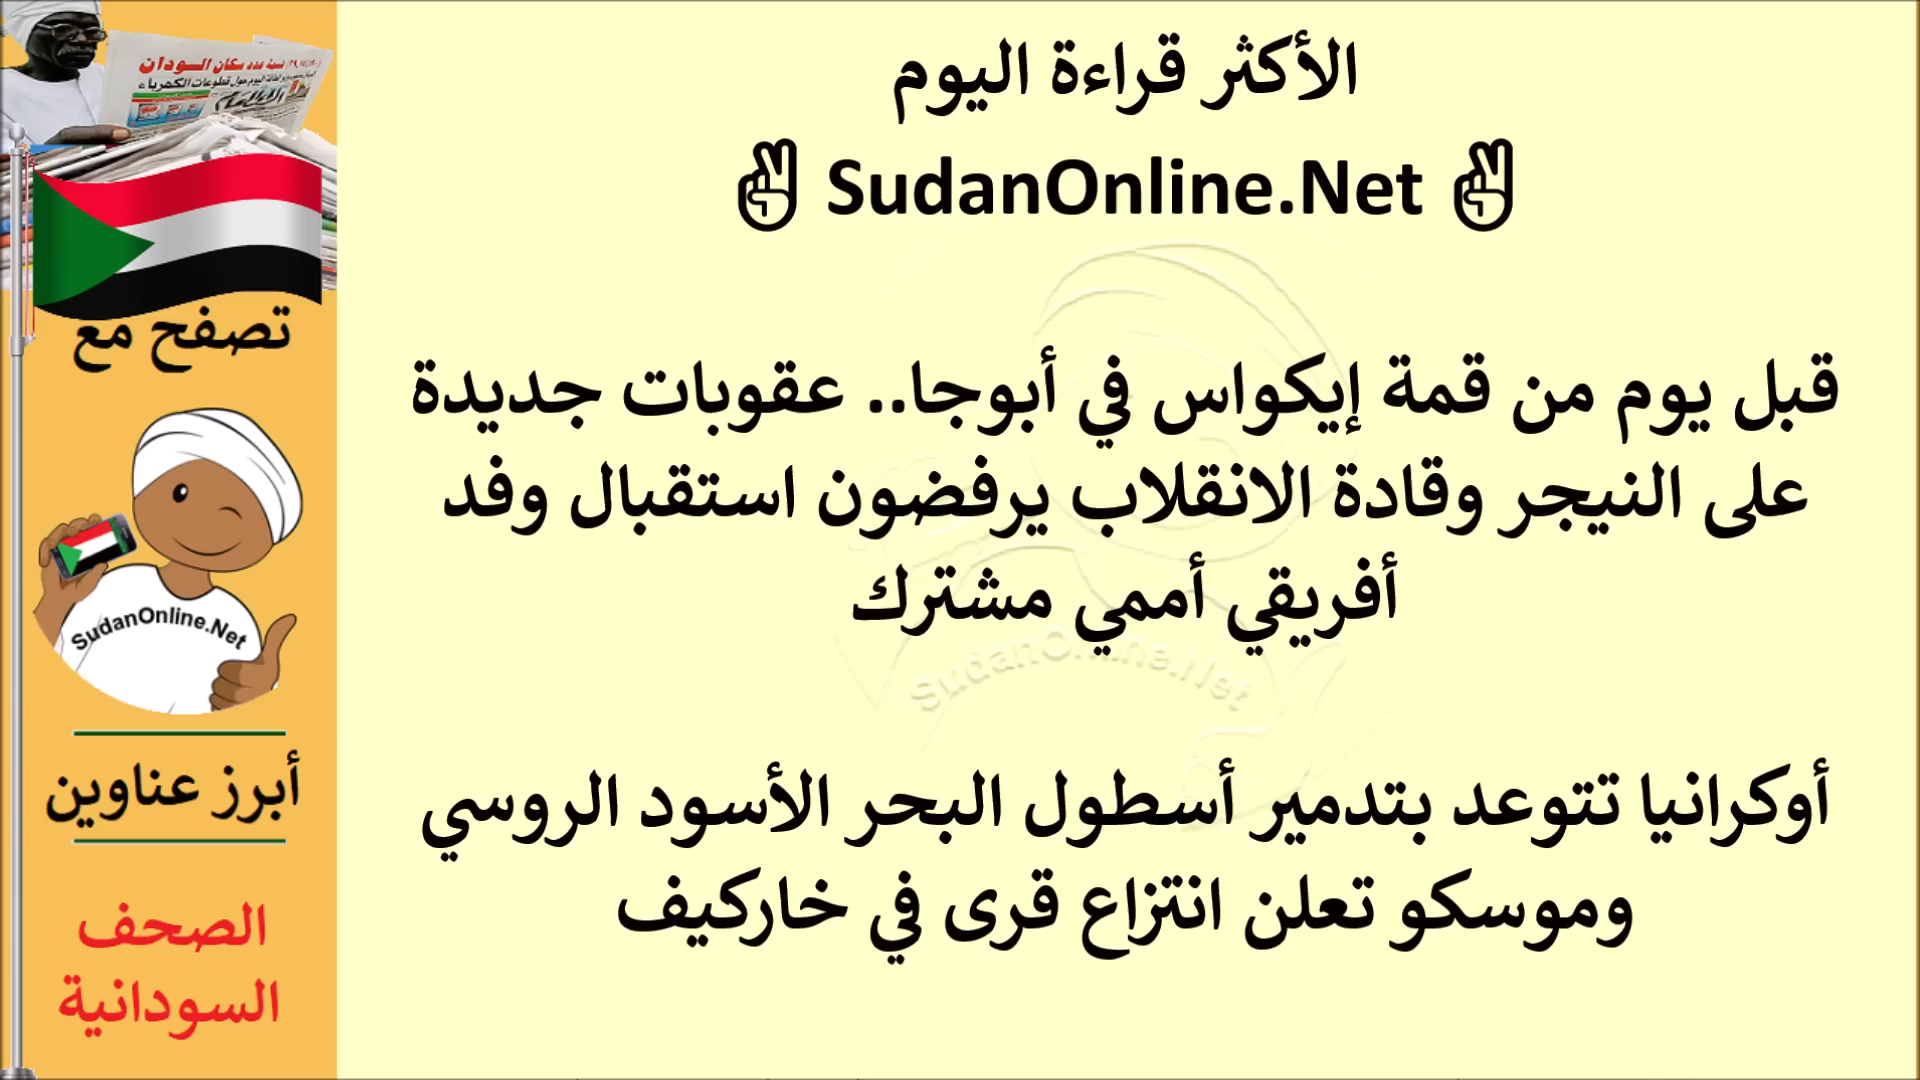 الأكثر قراءة اليوم
✌ SudanOnline.Net ✌
قبل يوم من قمة إيكواس في أبوجا.. عقوبات جديدة
على النيجر وقادة الانقلاب يرفضون استقبال وفد
أفريقي أممي مشترك
أوكرانيا تتوعد بتدمير أسطول البحر الأسود الروسي
وموسكو تعلن انتزاع قرى في خاركيف
تصفح مع
SudanOnline.Net
أبرز عناوين
الصحف
السودانية
SudanOnline.Net